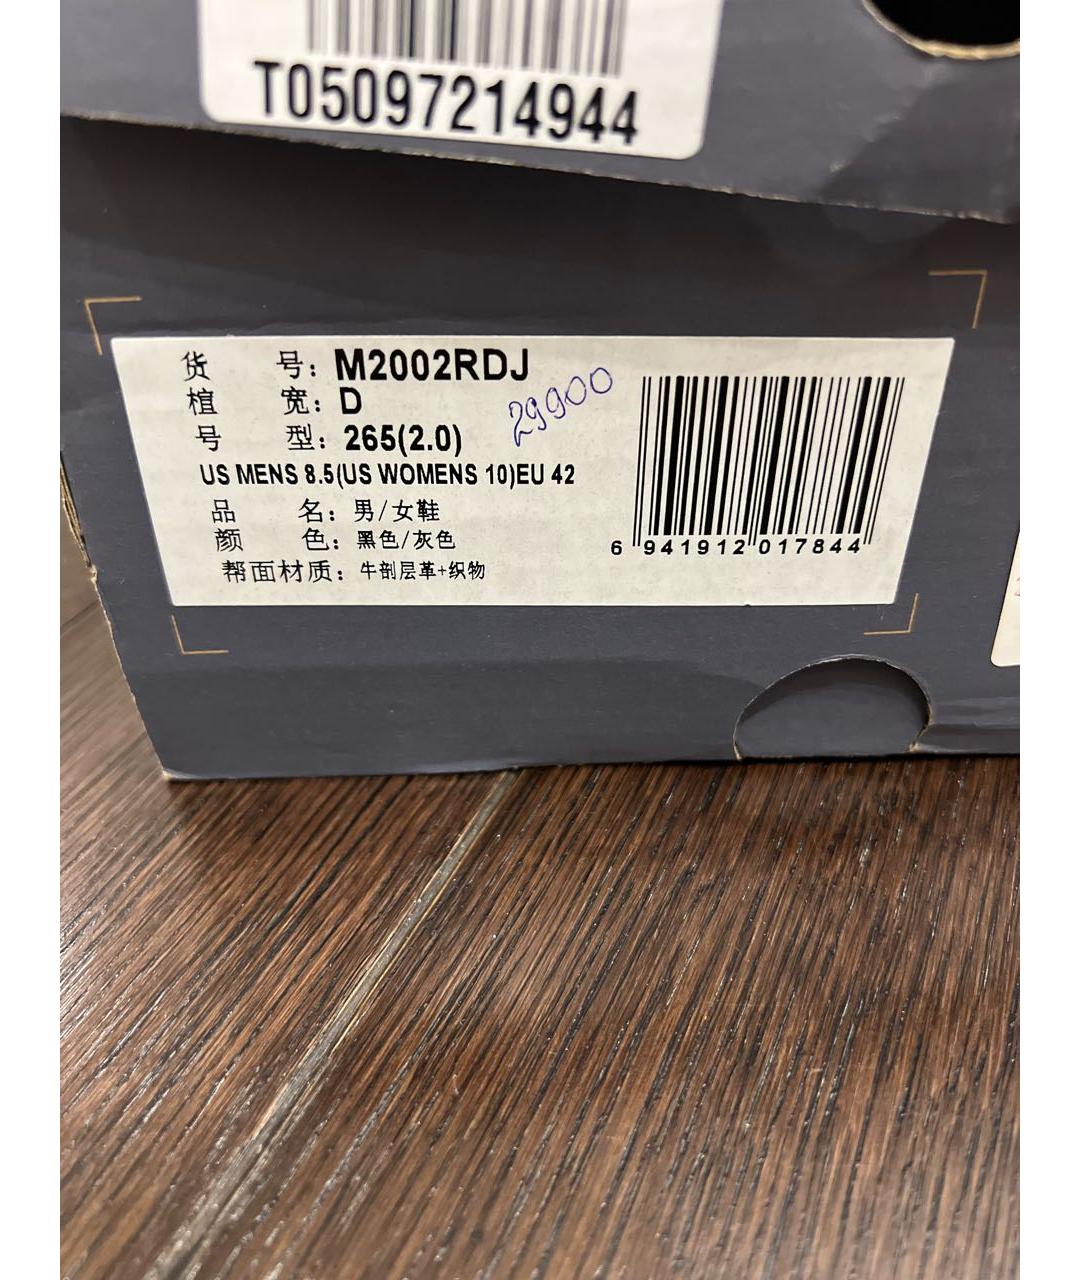 T05097214944
货 号: M2002RDJ
楦 宽: D
号 型: 265(2.0)
29900
US MENS 8.5(US WOMENS 10)EU 42
品 名: 男/女鞋
颜 色: 黑色/灰色
帮面材质: 牛剖层革+织物
6 941912 017844